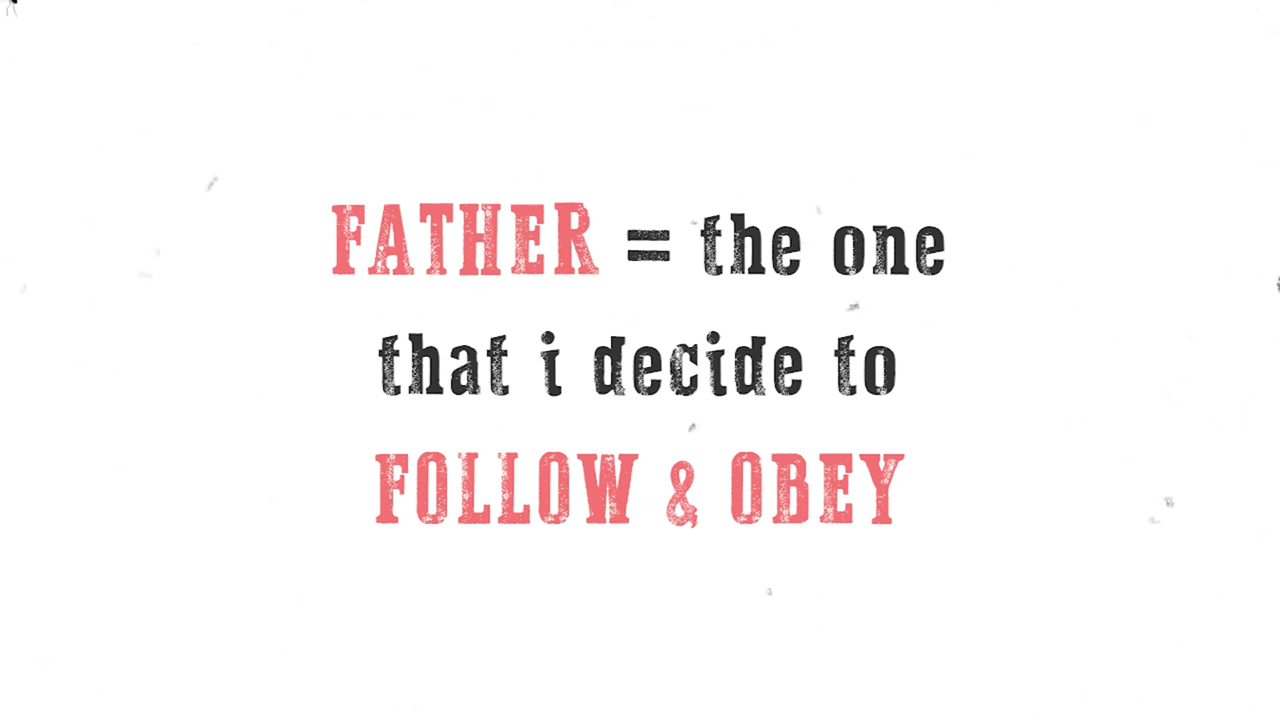 FATHER = the one
that i decide to
FOLLOW & OBEY